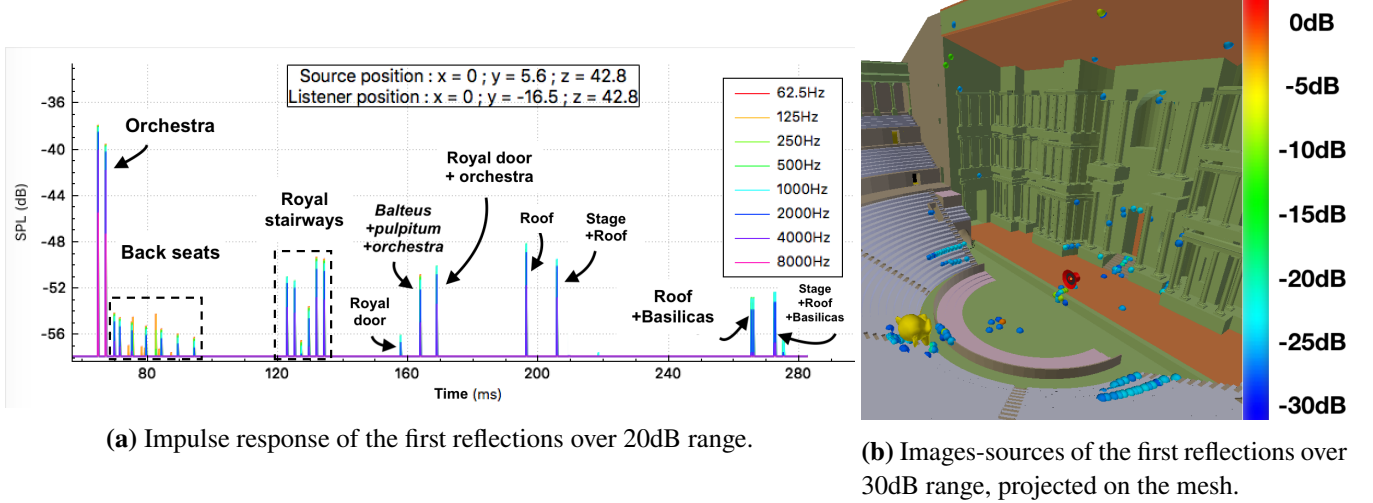 Source position : x = 0 ; y = 5.6 ; z = 42.8
Listener position : x = 0 ; y = -16.5 ; z = 42.8
SPL (dB)
-36
-40
-44
-48
-52
-56
Orchestra
Back seats
Royal
stairways
Royal
door
Balteus
+pulpitum
+orchestra
Royal door
+ orchestra
Roof
Stage
+Roof
Roof
+Basilicas
Stage
+Roof
+Basilicas
62.5Hz
125Hz
250Hz
500Hz
1000Hz
2000Hz
4000Hz
8000Hz
80
120
160
200
240
280
Time (ms)
(a) Impulse response of the first reflections over 20dB range.
0dB
-5dB
-10dB
-15dB
-20dB
-25dB
-30dB
(b) Images-sources of the first reflections over
30dB range, projected on the mesh.